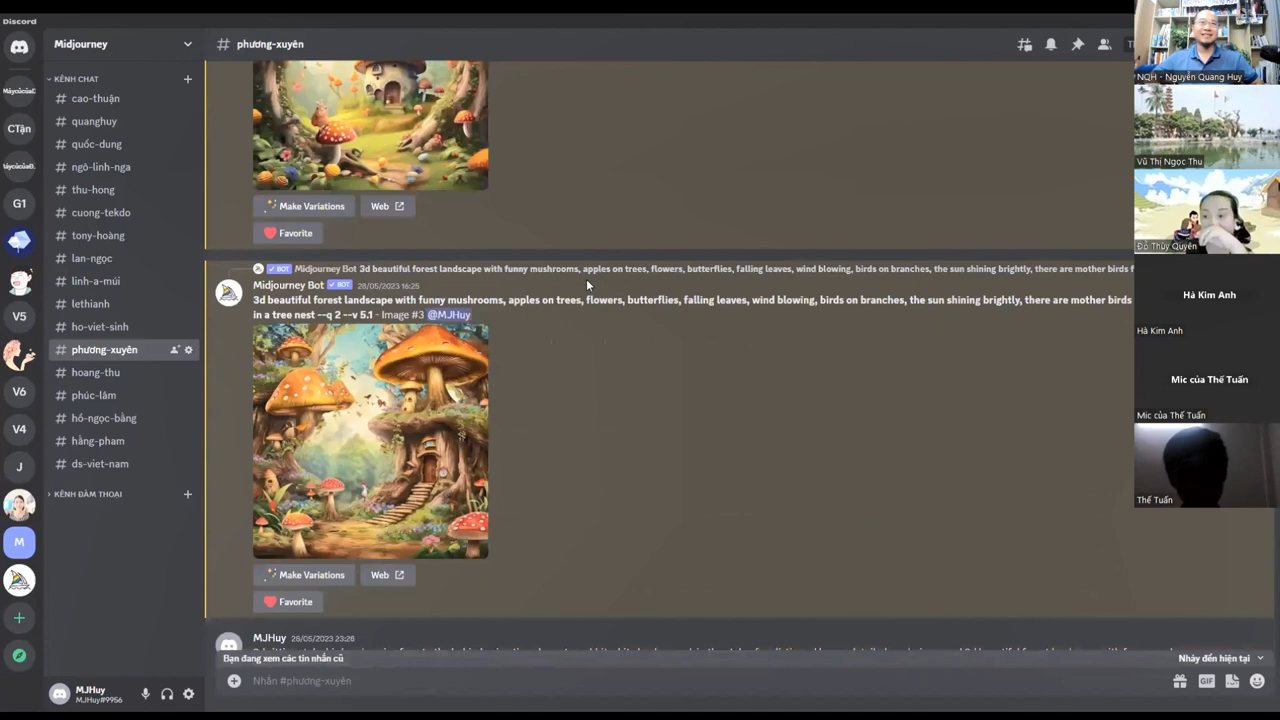 Discord
Midjourney
phương-xuyên
KÊNH CHAT
cao-thuận
quanghuy
quốc-dung
ngô-linh-nga
thu-hong
cuong-tekdo
tony-hoàng
lan-ngọc
linh-a-múi
lethianh
ho-viet-sinh
phương-xuyên
hoang-thu
phúc-lâm
hồ-ngọc-bằng
hằng-pham
ds-viet-nam
KÊNH ĐÀM THOẠI
CTận
G1
V5
V6
V4
J
M
MJHuy
MJHuy#9956
Make Variations
Web
Favorite
BOT Midjourney Bot 3d beautiful forest landscape with funny mushrooms, apples on trees, flowers, butterflies, falling leaves, wind blowing, birds on branches, the sun shining brightly, there are mother birds f
Midjourney Bot BOT 28/05/2023 16:25
3d beautiful forest landscape with funny mushrooms, apples on trees, flowers, butterflies, falling leaves, wind blowing, birds on branches, the sun shining brightly, there are mother birds
in a tree nest --q 2 --v 5.1 - Image #3 @MJHuy
Make Variations
Web
Favorite
MJHuy 28/05/2023 23:28
Bạn đang xem các tin nhắn cũ
Nhảy đến hiện tại
Nhắn #phương-xuyên
GIF
NQH - Nguyễn Quang Huy
Vũ Thị Ngọc Thu
Đỗ Thùy Quyên
Hà Kim Anh
Hà Kim Anh
Mic của Thế Tuấn
Mic của Thế Tuấn
Thế Tuấn